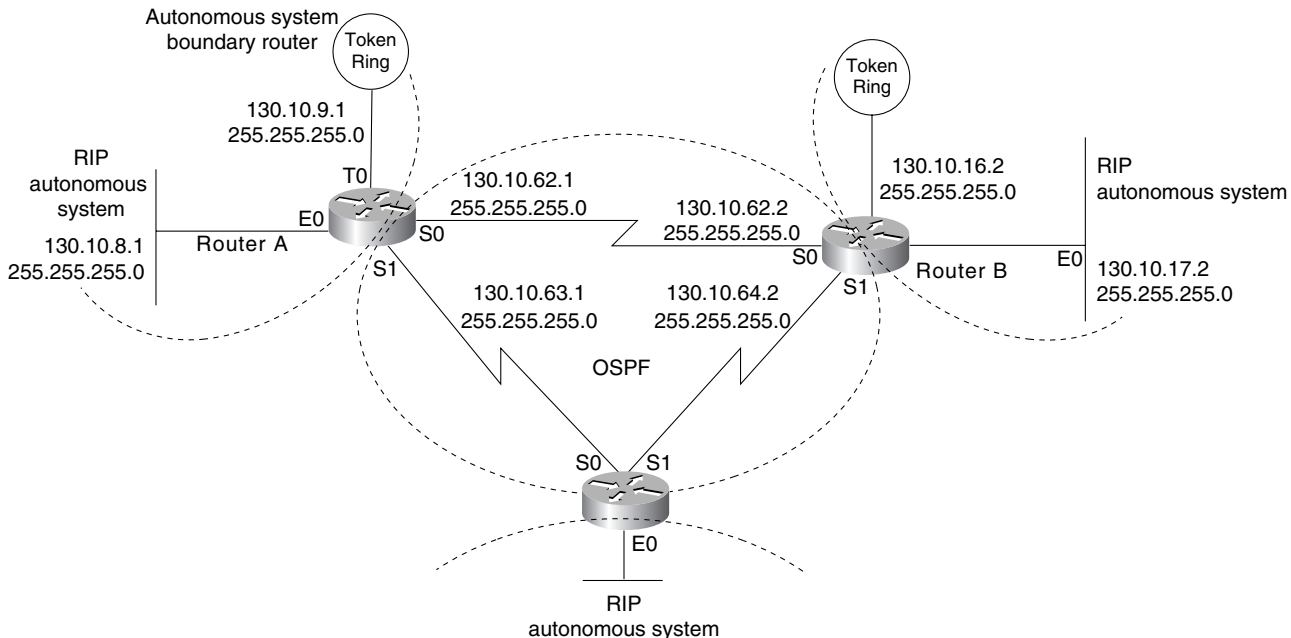 Autonomous system
boundary router
Token
Ring
130.10.9.1
255.255.255.0
T0
RIP
autonomous
system
130.10.8.1
255.255.255.0
E0
Router A
S0
S1
130.10.62.1
255.255.255.0
130.10.62.2
255.255.255.0
Token
Ring
130.10.16.2
255.255.255.0
RIP
autonomous system
S0
S1
Router B
E0
130.10.17.2
255.255.255.0
130.10.63.1
255.255.255.0
130.10.64.2
255.255.255.0
OSPF
S0
S1
E0
RIP
autonomous system